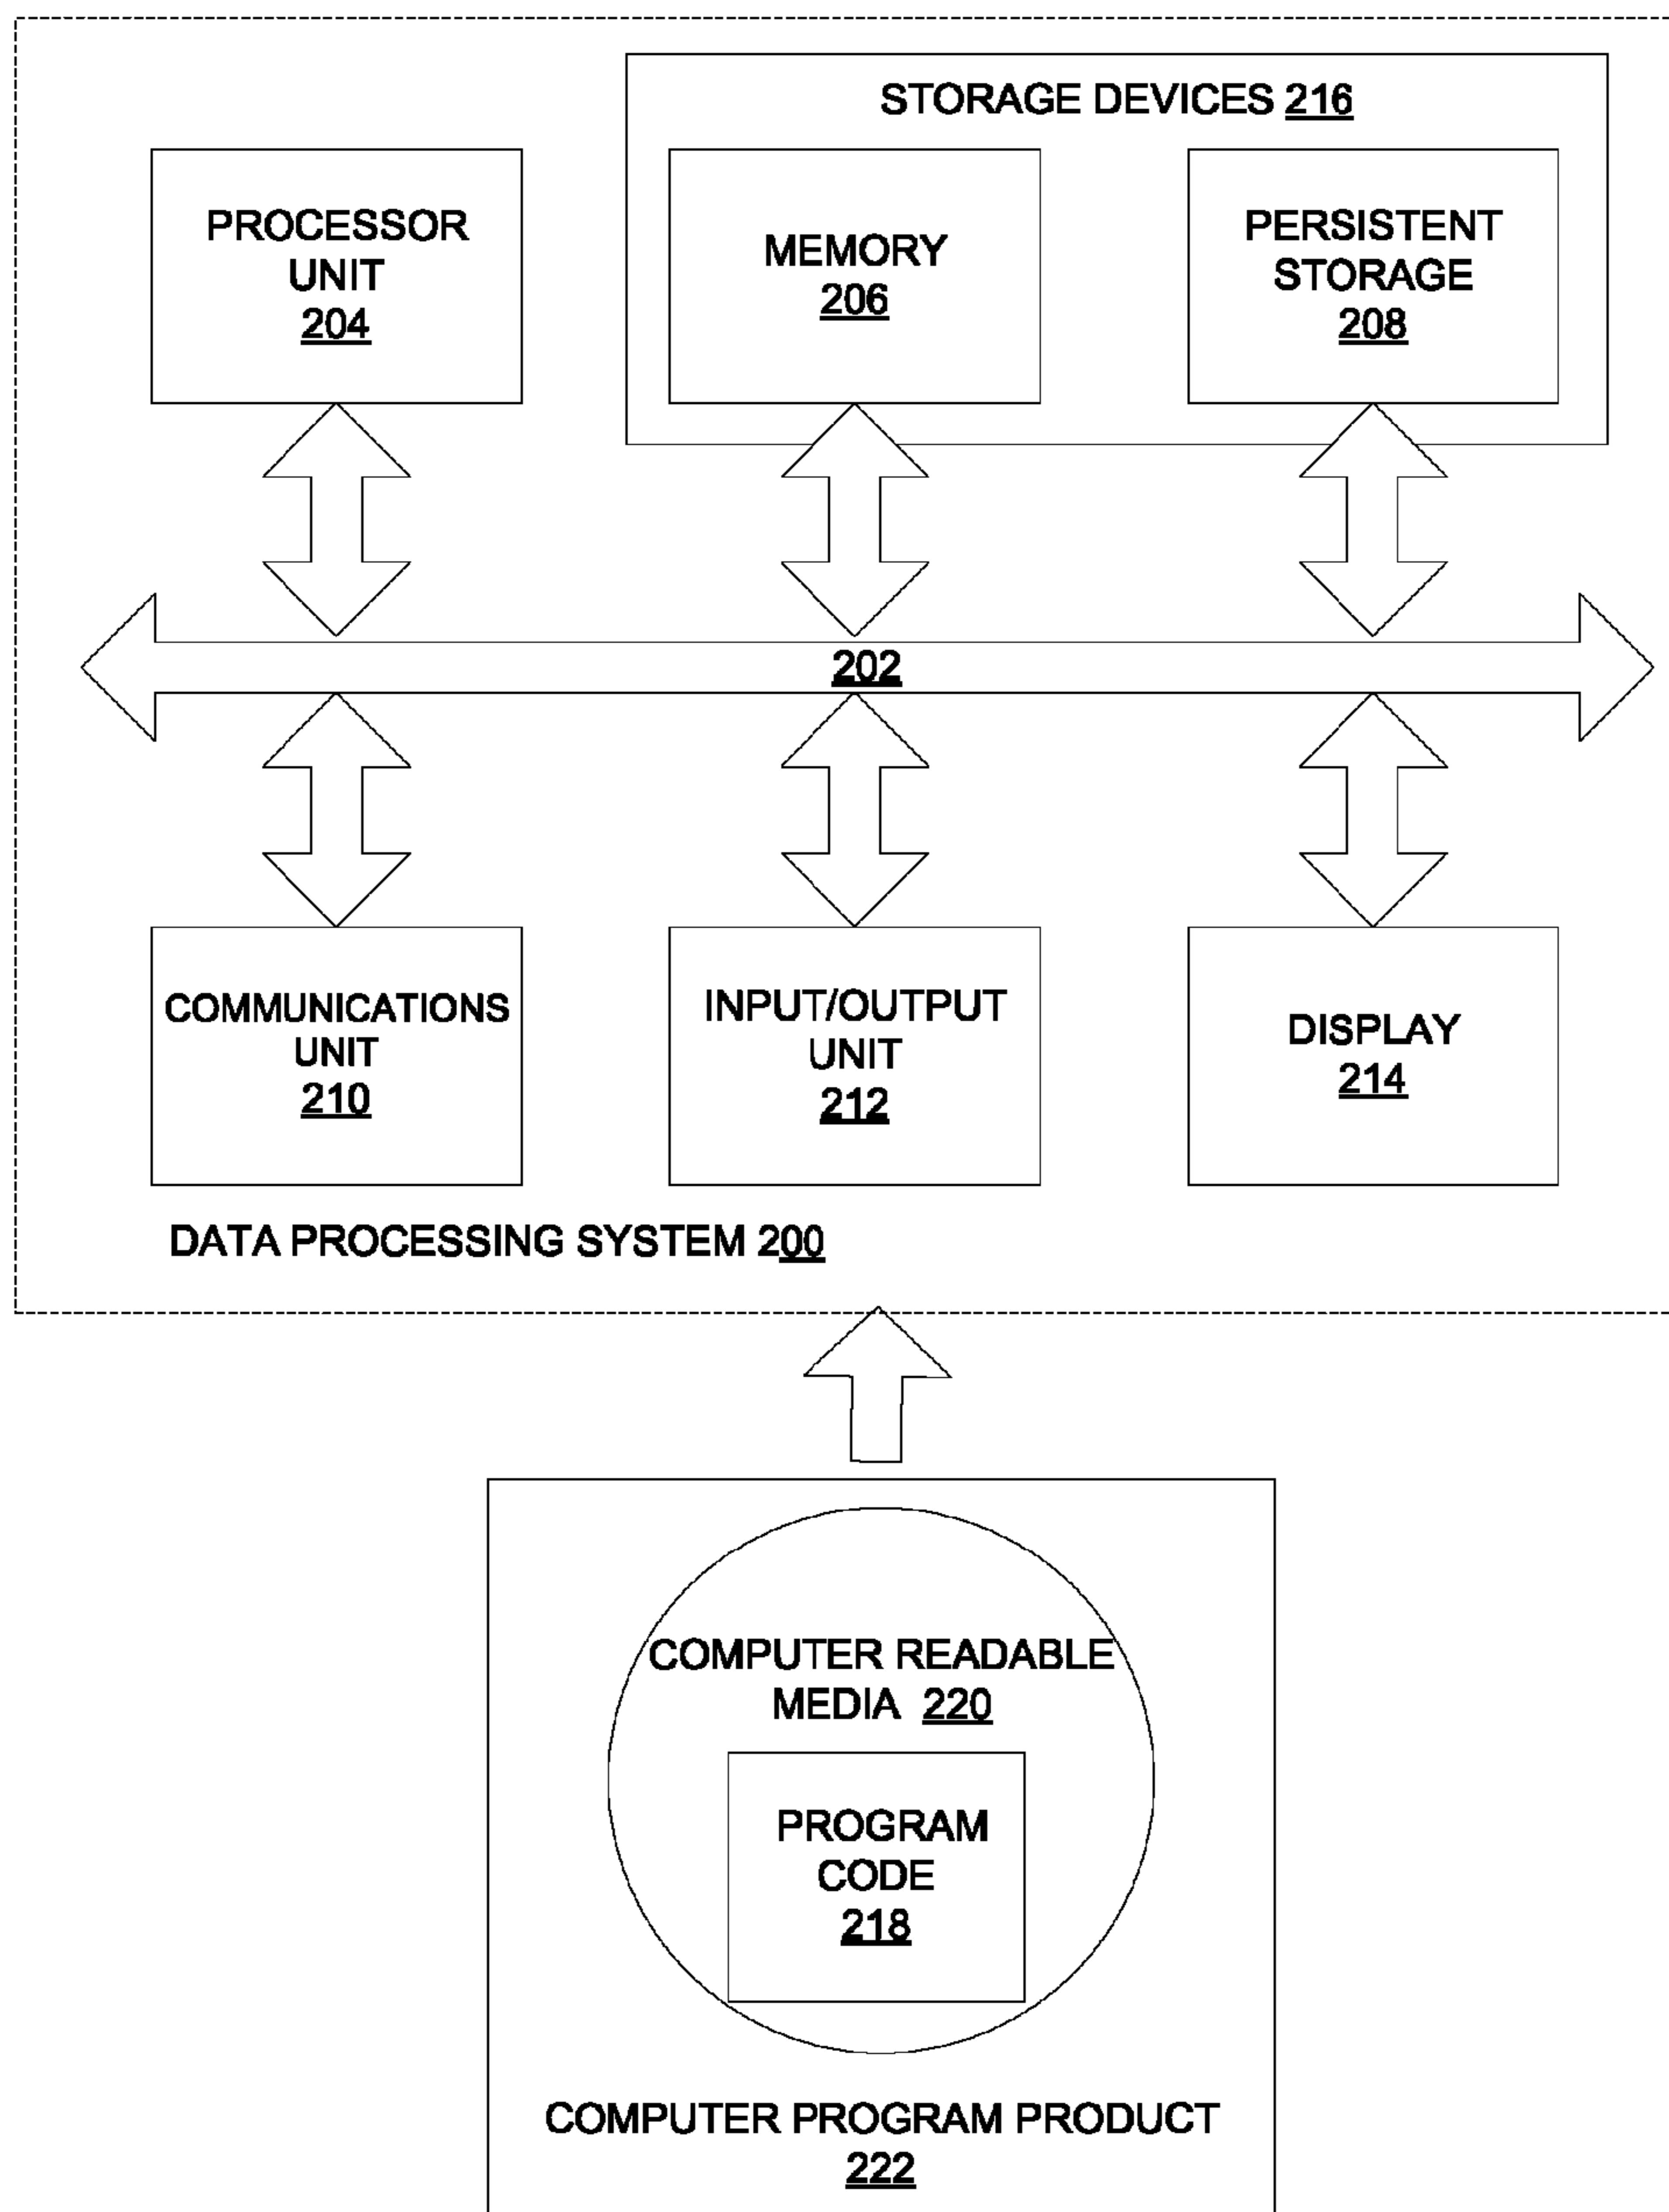 STORAGE DEVICES 216
PROCESSOR
UNIT
204
MEMORY
206
PERSISTENT
STORAGE
208
202
COMMUNICATIONS
UNIT
210
INPUT/OUTPUT
UNIT
212
DISPLAY
214
DATA PROCESSING SYSTEM 200
COMPUTER READABLE
MEDIA 220
PROGRAM
CODE
218
COMPUTER PROGRAM PRODUCT
222